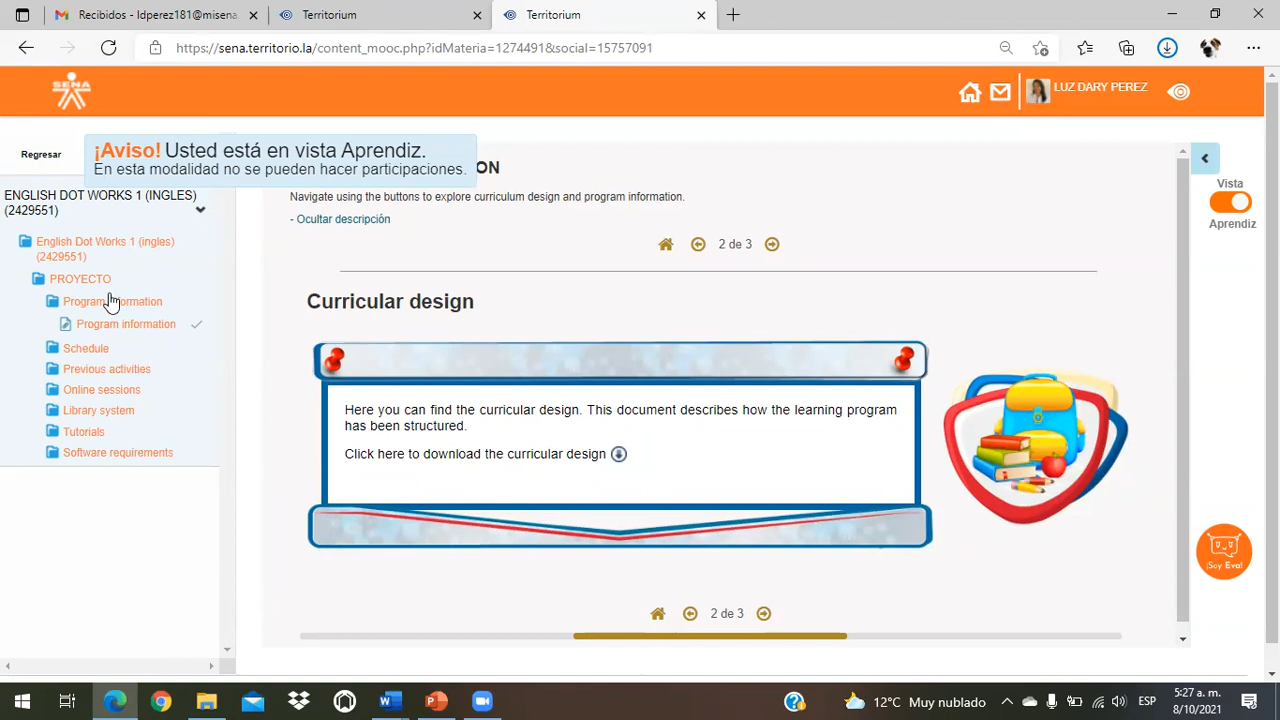 Recibidos - ldperez181@misena
Territorium
Territorium
https://sena.territorio.la/content_mooc.php?idMateria=1274491&social=15757091
SENA
LUZ DARY PEREZ
Regresar
¡Aviso! Usted está en vista Aprendiz.
En esta modalidad no se pueden hacer participaciones.
ON
ENGLISH DOT WORKS 1 (INGLES)
(2429551)
English Dot Works 1 (ingles)
(2429551)
PROYECTO
Program information
Program information
Schedule
Previous activities
Online sessions
Library system
Tutorials
Software requirements
Navigate using the buttons to explore curriculum design and program information.
- Ocultar descripción
2 de 3
Curricular design
Here you can find the curricular design. This document describes how the learning program
has been structured.
Click here to download the curricular design
2 de 3
Vista
Aprendiz
¡Soy Eva!
12°C Muy nublado
ESP
5:27 a. m.
8/10/2021